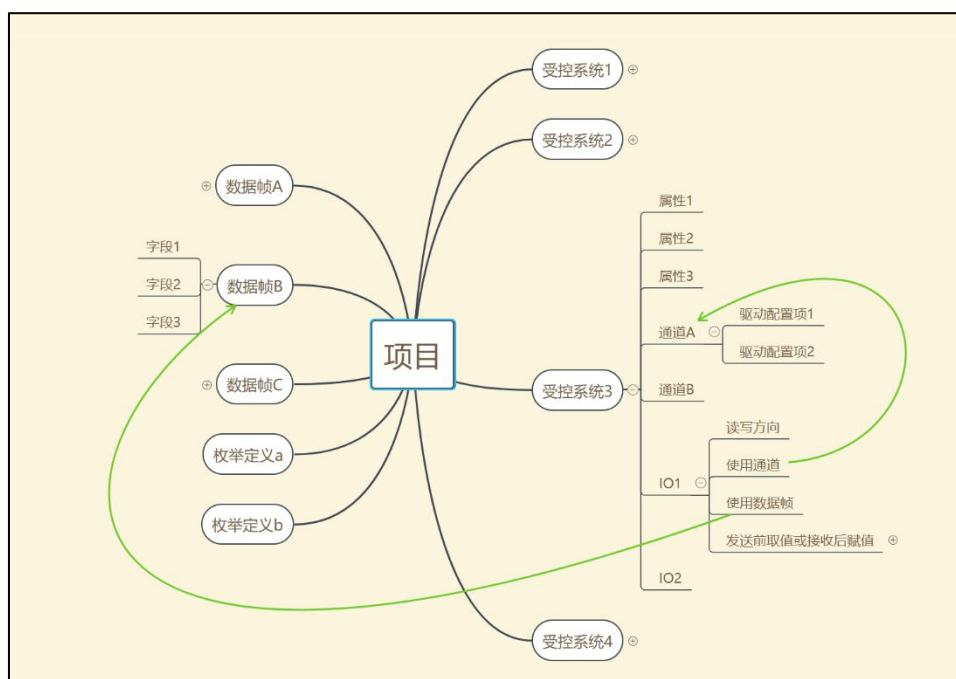 项目
受控系统1
受控系统2
受控系统3
属性1
属性2
属性3
通道A
驱动配置项1
驱动配置项2
通道B
IO1
读写方向
使用通道
使用数据帧
发送前取值或接收后赋值
IO2
受控系统4
数据帧A
数据帧B
字段1
字段2
字段3
数据帧C
枚举定义a
枚举定义b